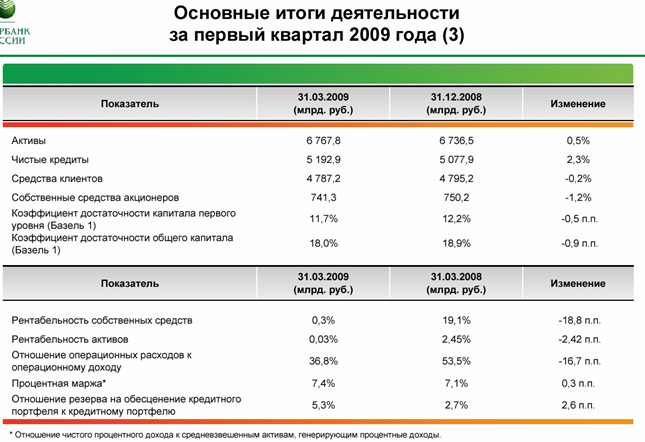 Основные итоги деятельности
за первый квартал 2009 года (3)
РБАНК
ССИИ
Показатель 31.03.2009 (млрд. руб.) 31.12.2008 (млрд. руб.) Изменение
Активы 6 767,8 6 736,5 0,5%
Чистые кредиты 5 192,9 5 077,9 2,3%
Средства клиентов 4 787,2 4 795,2 -0,2%
Собственные средства акционеров 741,3 750,2 -1,2%
Коэффициент достаточности капитала первого
уровня (Базель 1) 11,7% 12,2% -0,5 п.п.
Коэффициент достаточности общего капитала
(Базель 1) 18,0% 18,9% -0,9 п.п.
Показатель 31.03.2009 (млрд. руб.) 31.03.2008 (млрд. руб.) Изменение
Рентабельность собственных средств 0,3% 19,1% -18,8 п.п.
Рентабельность активов 0,03% 2,45% -2,42 п.п.
Отношение операционных расходов к
операционному доходу 36,8% 53,5% -16,7 п.п.
Процентная маржа* 7,4% 7,1% 0,3 п.п.
Отношение резерва на обесценение кредитного
портфеля к кредитному портфелю 5,3% 2,7% 2,6 п.п.
* Отношение чистого процентного дохода к средневзвешенным активам, генерирующим процентные доходы.